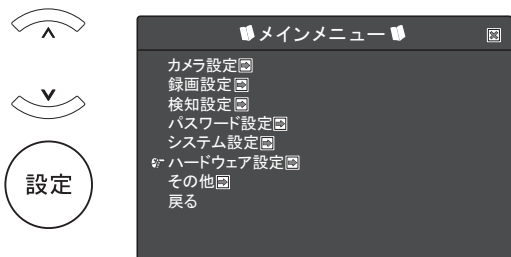 メインメニュー
カメラ設定
録画設定
検知設定
パスワード設定
システム設定
ハードウェア設定
その他
戻る
設定